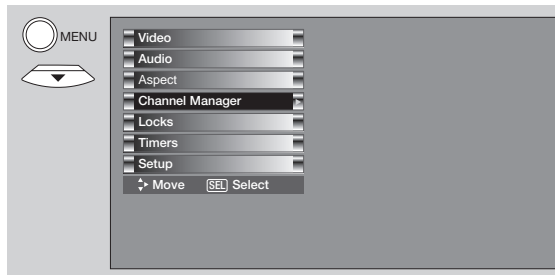 MENU
Video
Audio
Aspect
Channel Manager
Locks
Timers
Setup
Move SEL Select